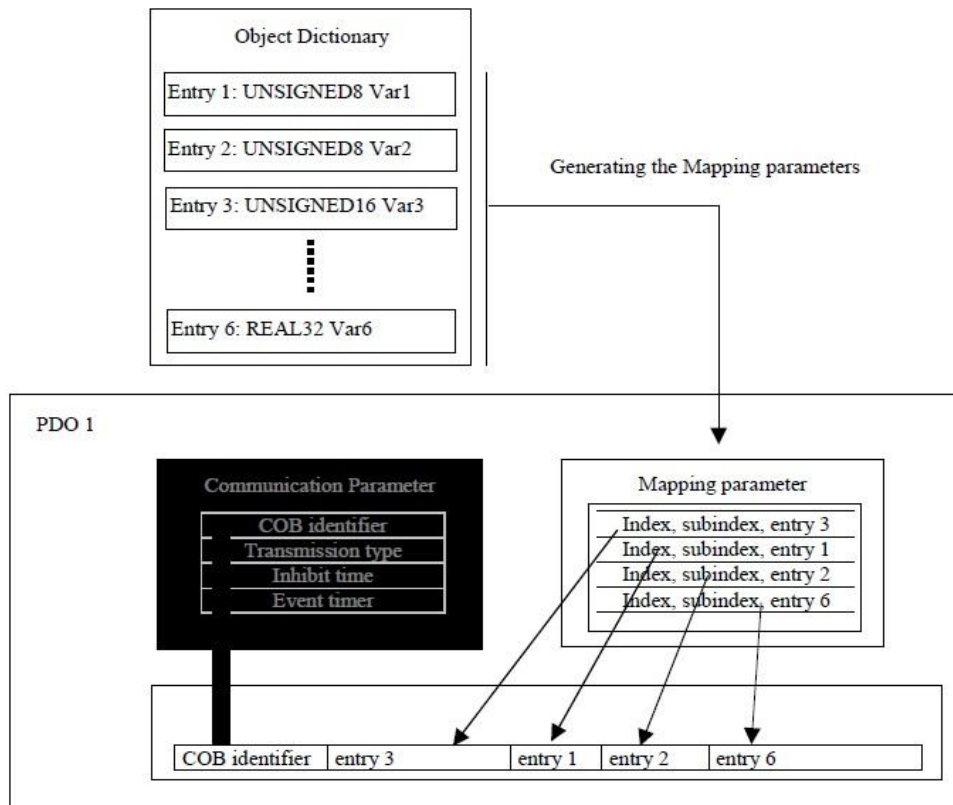 Object Dictionary
Entry 1: UNSIGNED8 Var1
Entry 2: UNSIGNED8 Var2
Entry 3: UNSIGNED16 Var3
Entry 6: REAL32 Var6
Generating the Mapping parameters
PDO 1
Communication Parameter
COB identifier
Transmission type
Inhibit time
Event timer
Mapping parameter
Index, subindex, entry 3
Index, subindex, entry 1
Index, subindex, entry 2
Index, subindex, entry 6
COB identifier entry 3 entry 1 entry 2 entry 6